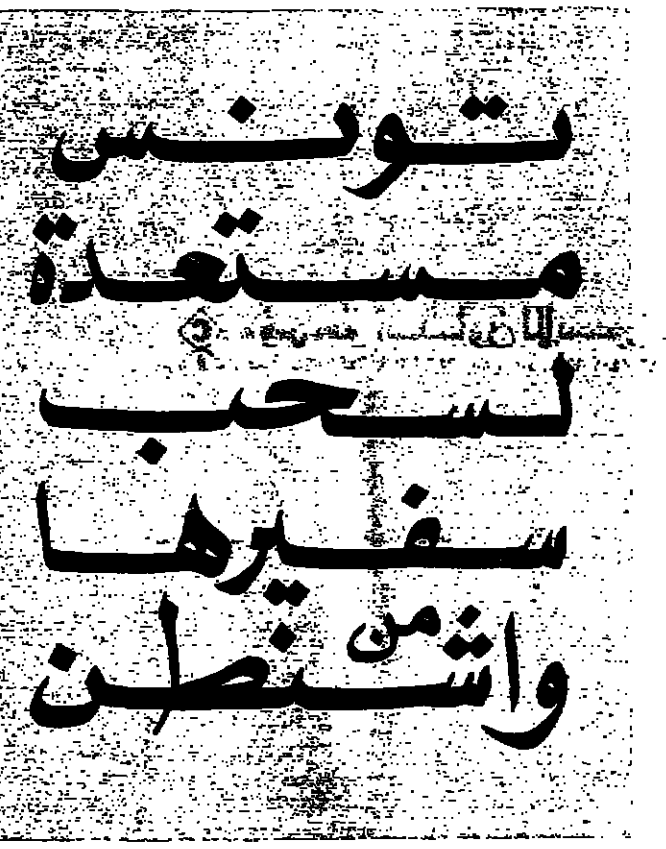 تونس
مستعدة
لسحب
سفيرها
من
واشنطن